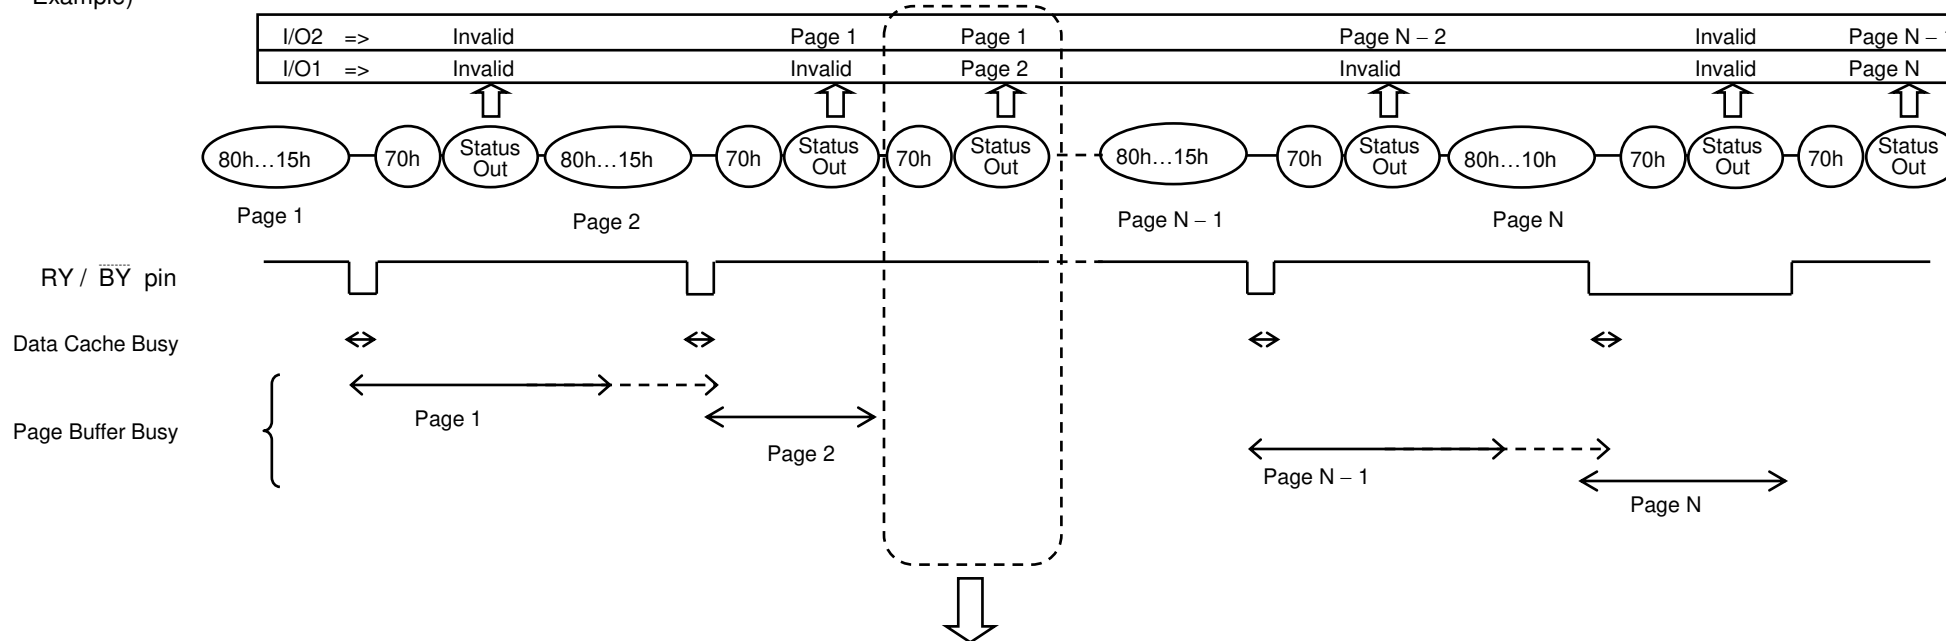 Example)
I/O2 => Invalid Page 1 Page 1 Page N – 2 Invalid Page N – 1
I/O1 => Invalid Invalid Page 2 Invalid Invalid Page N
80h…15h 70h Status Out 80h…15h 70h Status Out 70h Status Out 80h…15h 70h Status Out 80h…10h 70h Status Out 70h Status Out
Page 1 Page 2 Page N – 1 Page N
RY / BY pin
Data Cache Busy
Page 1
Page Buffer Busy
Page 2
Page N – 1
Page N